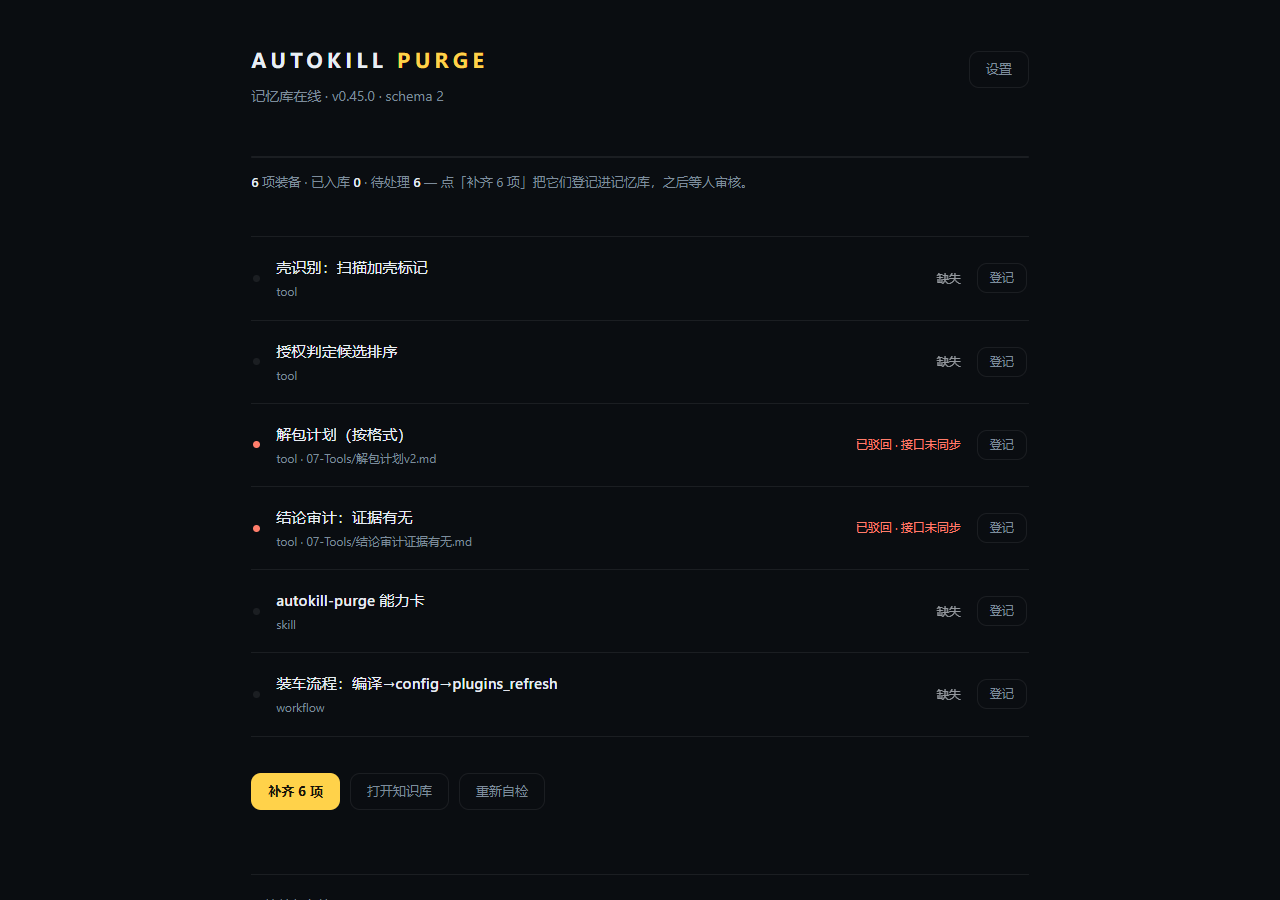 AUTOKILL PURGE
设置
记忆库在线 · v0.45.0 · schema 2
6 项装备 · 已入库 0 · 待处理 6 — 点「补齐 6 项」把它们登记进记忆库，之后等人审核。
壳识别：扫描加壳标记
tool
缺失
登记
授权判定候选排序
tool
缺失
登记
解包计划（按格式）
tool · 07-Tools/解包计划v2.md
已驳回 · 接口未同步
登记
结论审计：证据有无
tool · 07-Tools/结论审计证据有无.md
已驳回 · 接口未同步
登记
autokill-purge 能力卡
skill
缺失
登记
装车流程：编译→config→plugins_refresh
workflow
缺失
登记
补齐 6 项
打开知识库
重新自检